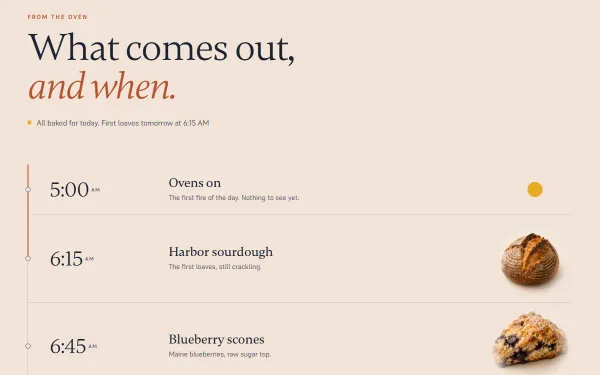 FROM THE OVEN
What comes out,
and when.
All baked for today. First loaves tomorrow at 6:15 AM
5:00 AM
Ovens on
The first fire of the day. Nothing to see yet.
6:15 AM
Harbor sourdough
The first loaves, still crackling.
6:45 AM
Blueberry scones
Maine blueberries, raw sugar top.